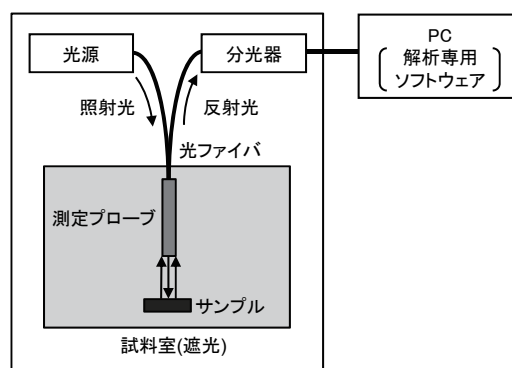 光源
分光器
PC
解析専用
ソフトウェア
照射光
反射光
光ファイバ
測定プローブ
サンプル
試料室(遮光)